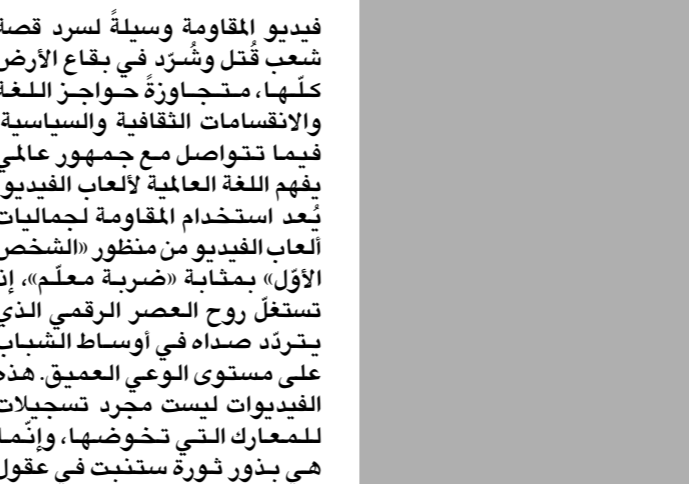 فيديو المقاومة وسيلةً لسرد قصة
شعب قُتل وشُرّد في بقاع الأرض
كلّها، متجاوزةً حواجز اللغة
والانقسامات الثقافية والسياسية
فيما تتواصل مع جمهور عالمي
يفهم اللغة العالمية لألعاب الفيديو
يُعد استخدام المقاومة لجماليات
ألعاب الفيديو من منظور «الشخص
الأوّل» بمثابة «ضربة معلّم»، إذ
تستغلّ روح العصر الرقمي الذي
يتردّد صداه في أوساط الشباب
على مستوى الوعي العميق. هذه
الفيديوات ليست مجرد تسجيلات
للمعارك التي تخوضها، وإنّما
هي بذور ثورة ستنبت في عقول